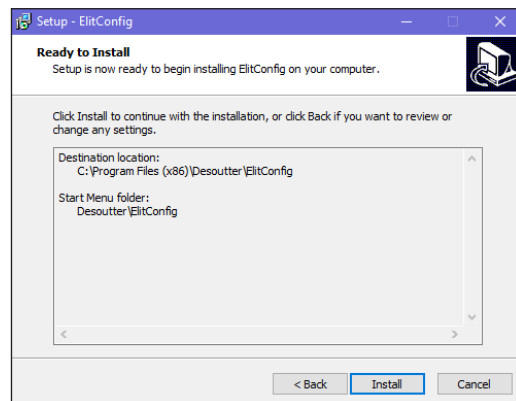 Setup - ElitConfig
Ready to Install
Setup is now ready to begin installing ElitConfig on your computer.
Click Install to continue with the installation, or click Back if you want to review or
change any settings.
Destination location:
C:\Program Files (x86)\Desoutter\ElitConfig
Start Menu folder:
Desoutter\ElitConfig
< Back
Install
Cancel